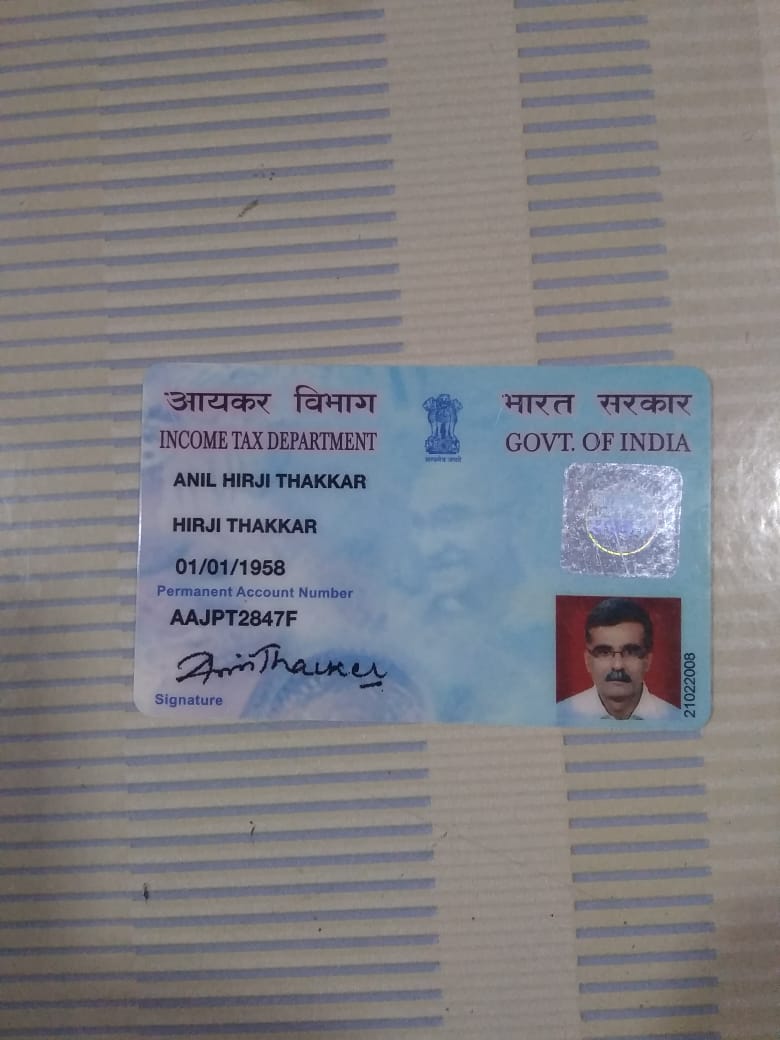 आयकर विभाग
भारत सरकार
INCOME TAX DEPARTMENT
GOVT. OF INDIA
ANIL HIRJI THAKKAR
HIRJI THAKKAR
01/01/1958
Permanent Account Number
AAJPT2847F
Signature
21022008